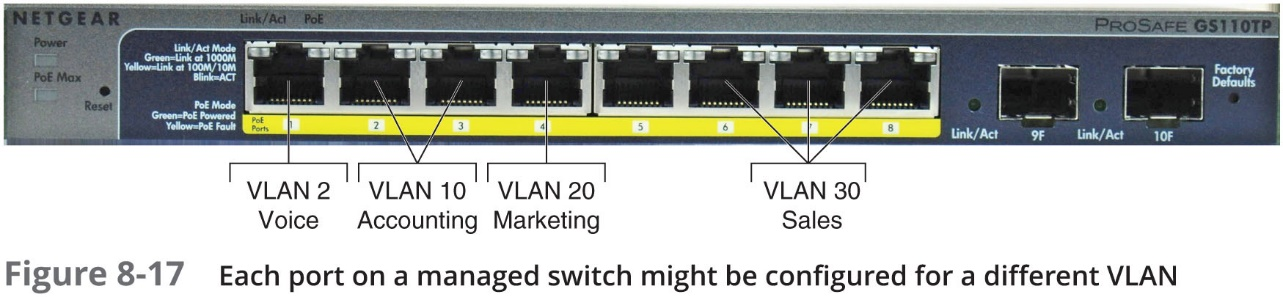 NETGEAR
Link/Act PoE
PROSAFE GS110TP
Power
PoE Max
Reset
Link/Act Mode
Green=Link at 1000M
Yellow=Link at 100M/10M
Blink=ACT
PoE Mode
Green=PoE Powered
Yellow=PoE Fault
PoE
Ports
1 2 3 4 5 6 7 8
Link/Act 9F Link/Act 10F
Factory
Defaults
VLAN 2
Voice
VLAN 10
Accounting
VLAN 20
Marketing
VLAN 30
Sales
Figure 8-17 Each port on a managed switch might be configured for a different VLAN